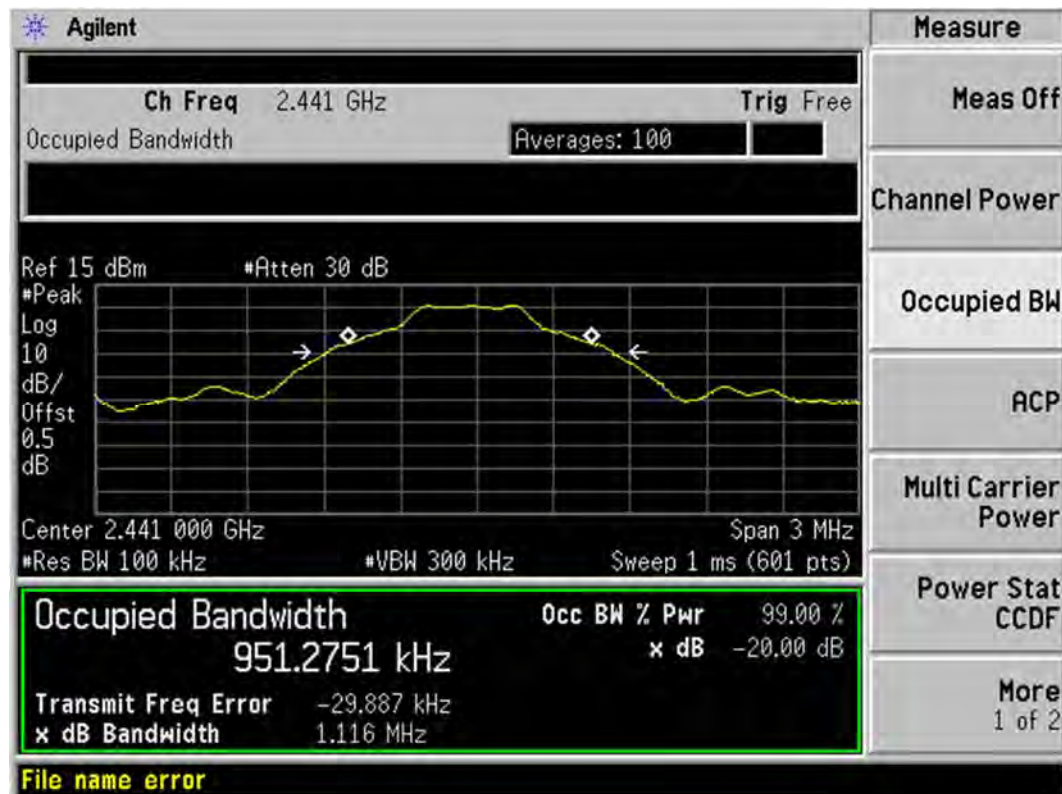 Agilent
Measure
Ch Freq 2.441 GHz Trig Free
Meas Off
Occupied Bandwidth Averages: 100
Channel Power
Ref 15 dBm #Atten 30 dB
#Peak
Log
10
dB/
Offst
0.5
dB
Occupied BW
ACP
Multi Carrier
Power
Center 2.441 000 GHz Span 3 MHz
#Res BW 100 kHz #VBW 300 kHz Sweep 1 ms (601 pts)
Occupied Bandwidth Occ BW % Pwr 99.00 %
951.2751 kHz x dB -20.00 dB
Transmit Freq Error -29.887 kHz
x dB Bandwidth 1.116 MHz
Power Stat
CCDF
More
1 of 2
File name error